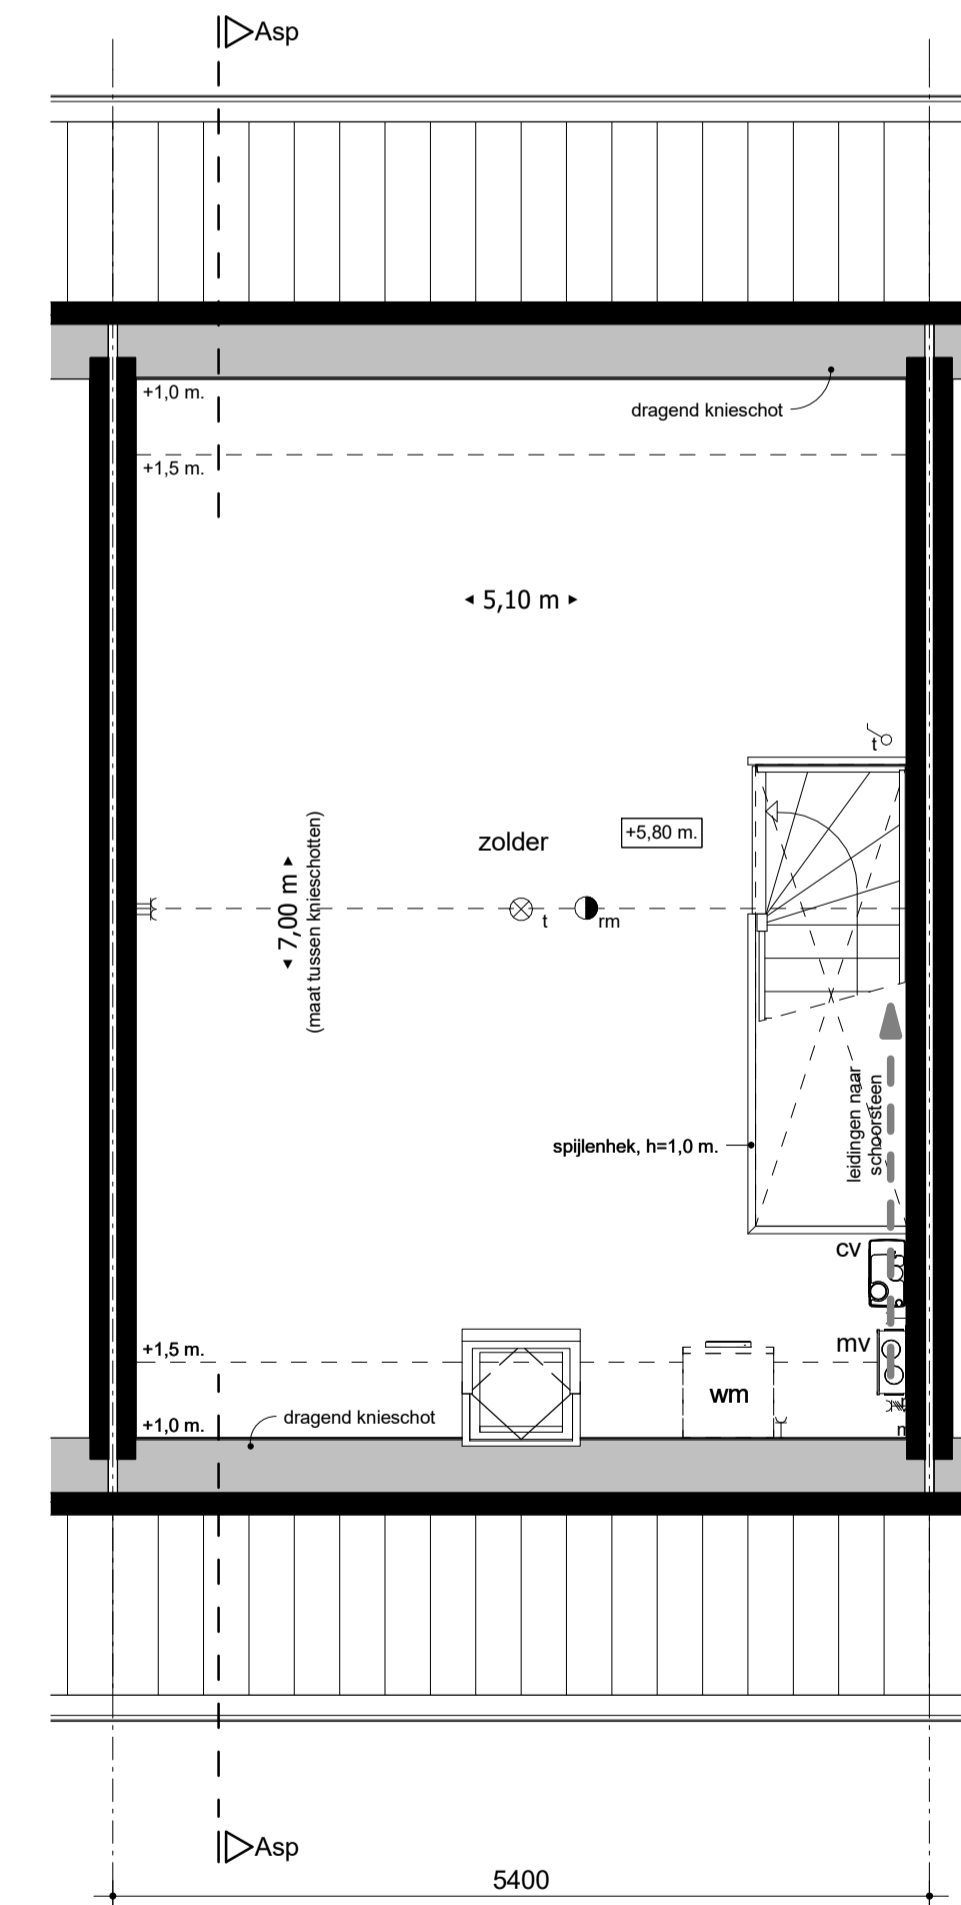 Asp
+1,0 m.
dragend knieschot
+1,5 m.
5,10 m
t
zolder
+5,80 m.
7,00 m
(maat tussen knieschotten)
t
rm
leidingen naar
schoorsteen
spijlenhek, h=1,0 m.
cv
mv
+1,5 m.
wm
+1,0 m.
dragend knieschot
Asp
5400